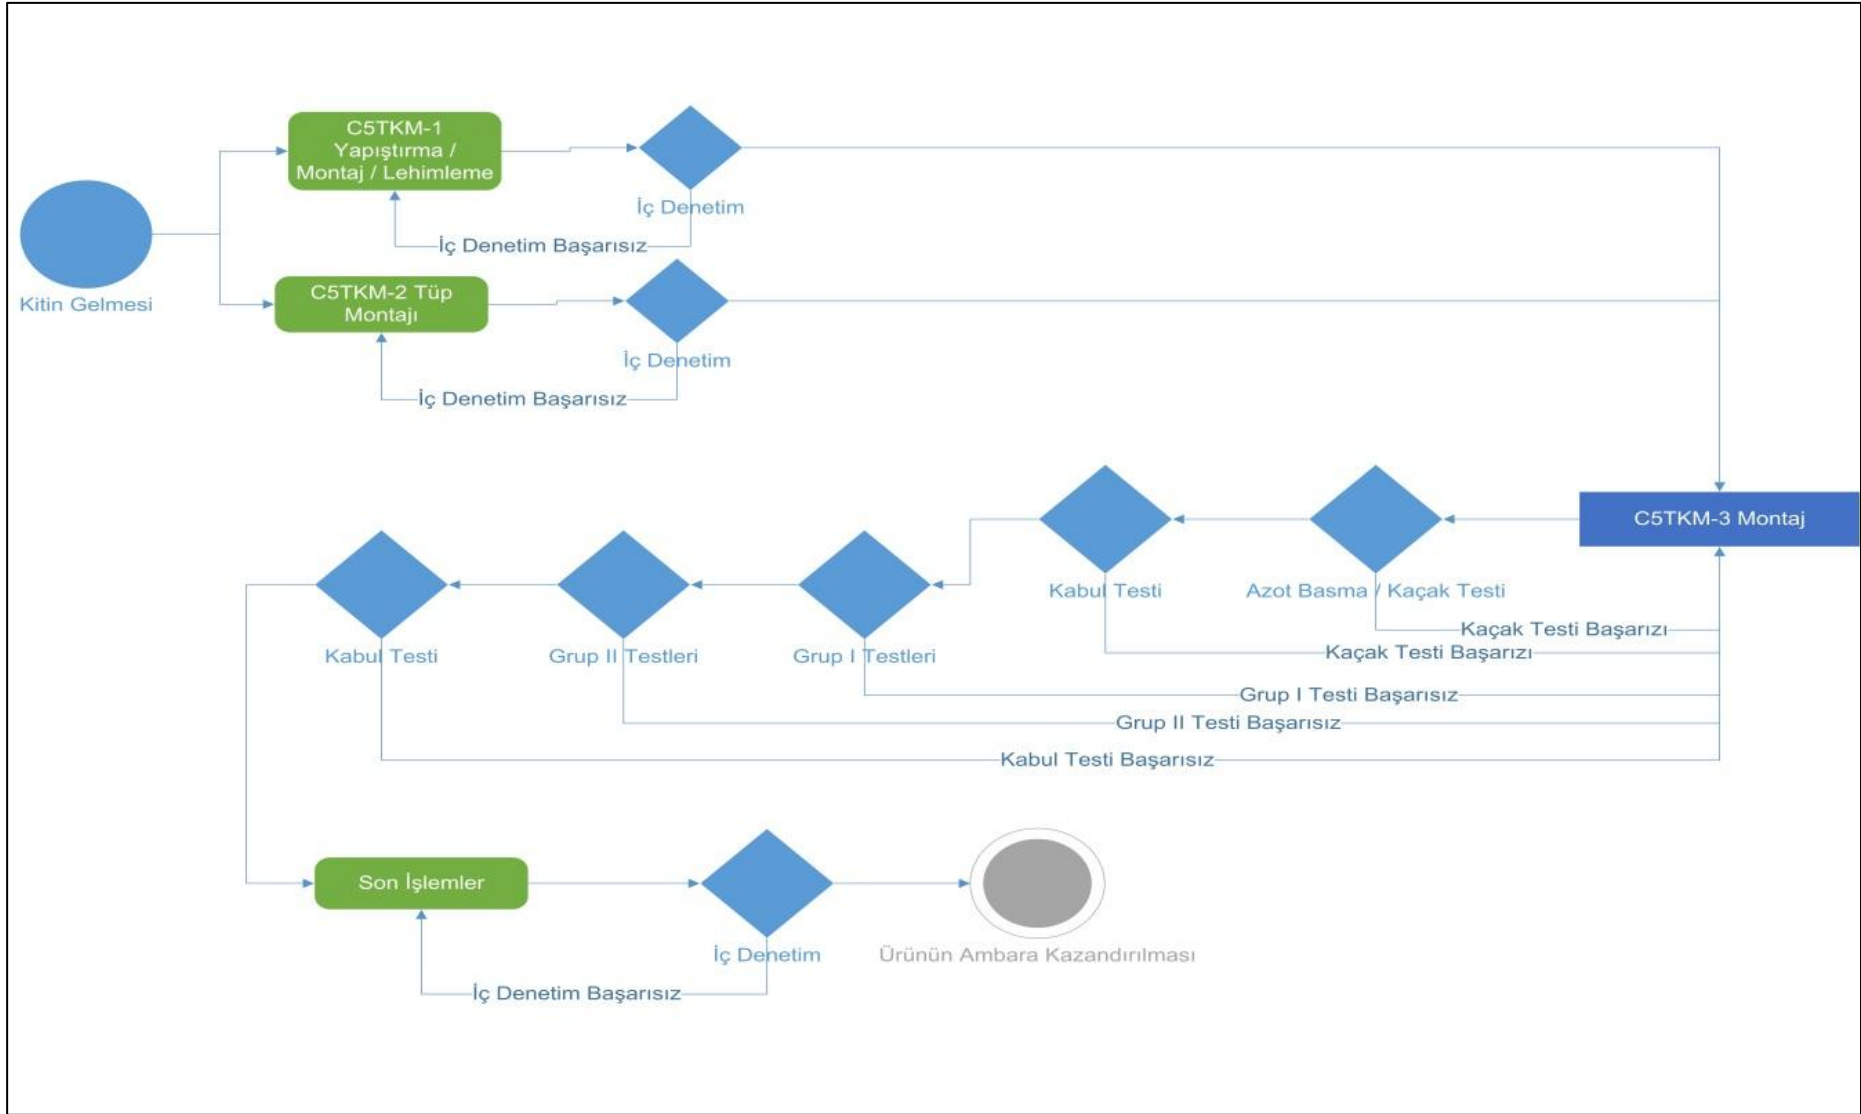 C5TKM-1
Yapıştırma /
Montaj / Lehimleme
İç Denetim
İç Denetim Başarısız
Kitin Gelmesi
C5TKM-2 Tüp
Montajı
İç Denetim
İç Denetim Başarısız
C5TKM-3 Montaj
Azot Basma / Kaçak Testi
Kabul Testi
Kaçak Testi Başarızı
Kaçak Testi Başarızı
Grup I Testleri
Grup II Testleri
Kabul Testi
Grup I Testi Başarısız
Grup II Testi Başarısız
Kabul Testi Başarısız
Son İşlemler
İç Denetim
Ürünün Ambara Kazandırılması
İç Denetim Başarısız